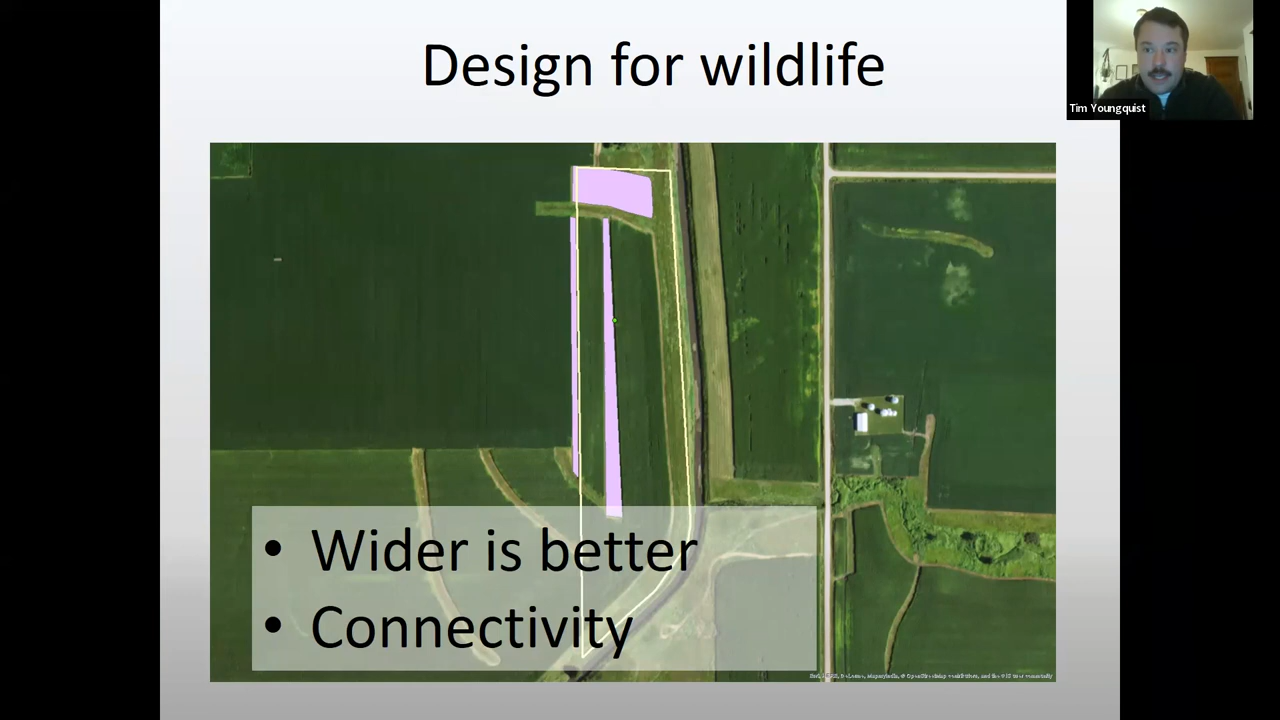 Design for wildlife
Tim Youngquist
• Wider is better
• Connectivity